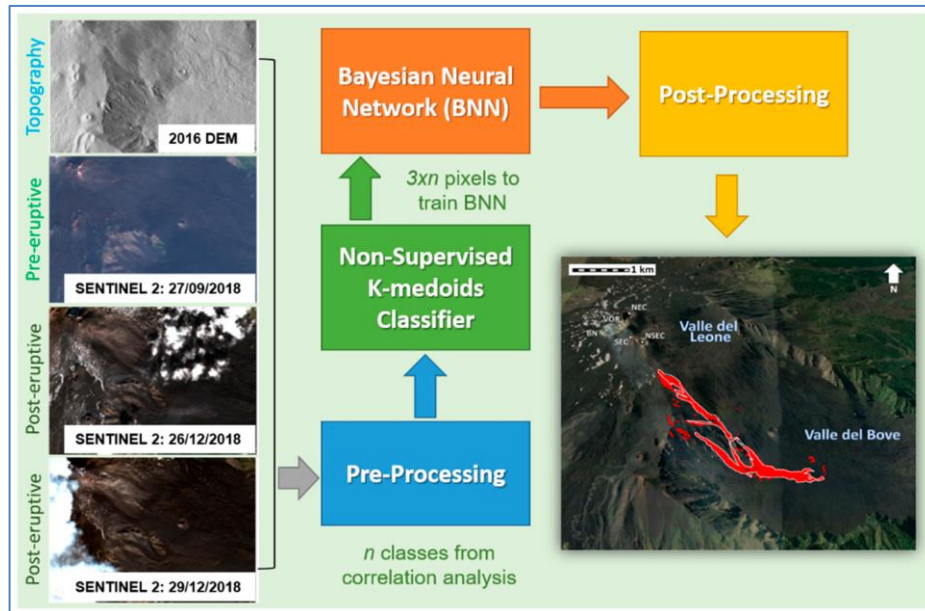 Topography
2016 DEM
Pre-eruptive
SENTINEL 2: 27/09/2018
Post-eruptive
SENTINEL 2: 26/12/2018
Post-eruptive
SENTINEL 2: 29/12/2018
Bayesian Neural
Network (BNN)
3xn pixels to
train BNN
Non-Supervised
K-medoids
Classifier
Pre-Processing
n classes from
correlation analysis
Post-Processing
1 km
N
NEC
VOR
BN
NSEC
SEC
Valle del
Leone
Valle del Bove